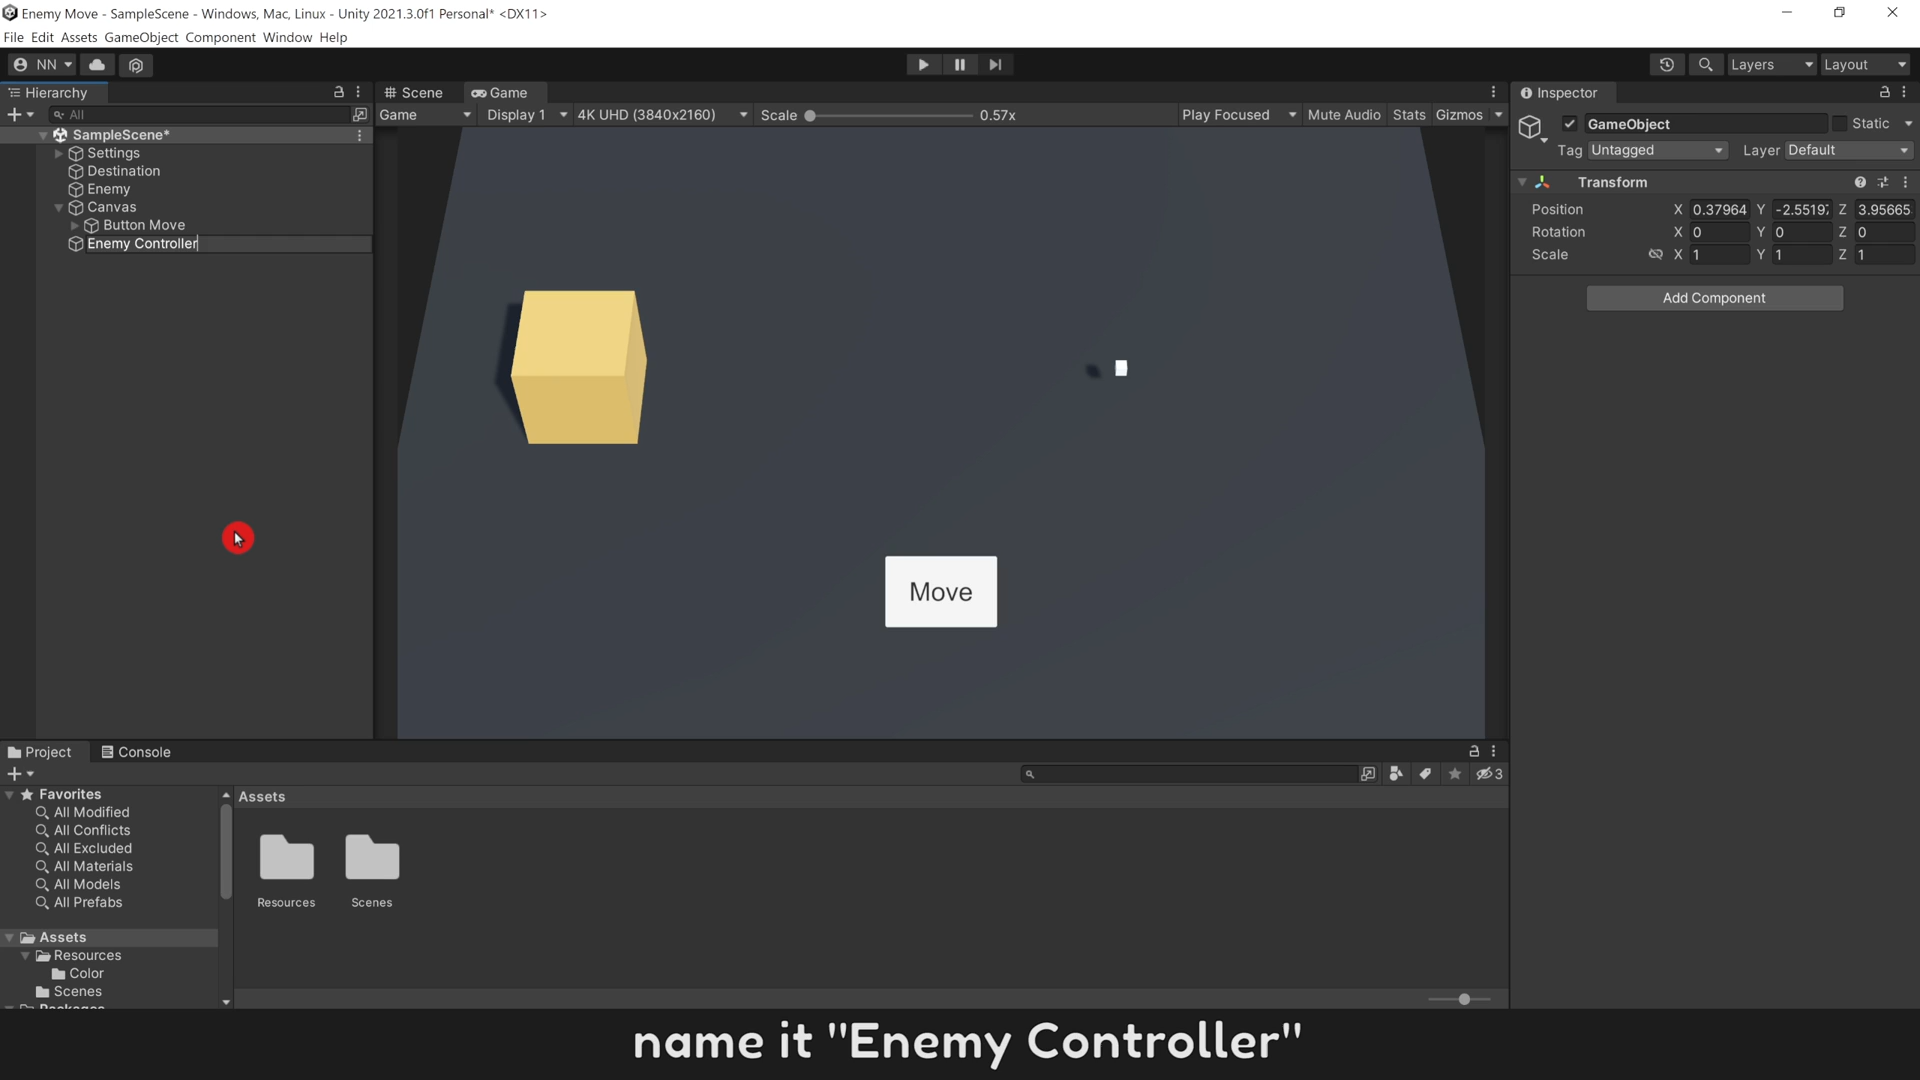 Enemy Move - SampleScene - Windows, Mac, Linux - Unity 2021.3.0f1 Personal* <DX11>
File Edit Assets GameObject Component Window Help
NN
Layers
Layout
Hierarchy
Scene
Game
Inspector
All
Game
Display 1
4K UHD (3840x2160)
Scale
0.57x
Play Focused
Mute Audio
Stats
Gizmos
GameObject
Static
SampleScene*
Settings
Destination
Enemy
Canvas
Button Move
Enemy Controller
Tag Untagged
Layer Default
Transform
Position X 0.37964 Y -2.5519 Z 3.95665
Rotation X 0 Y 0 Z 0
Scale X 1 Y 1 Z 1
Add Component
Move
Project
Console
3
Favorites
All Modified
All Conflicts
All Excluded
All Materials
All Models
All Prefabs
Assets
Resources
Color
Scenes
Packages
Assets
Resources
Scenes
name it "Enemy Controller"